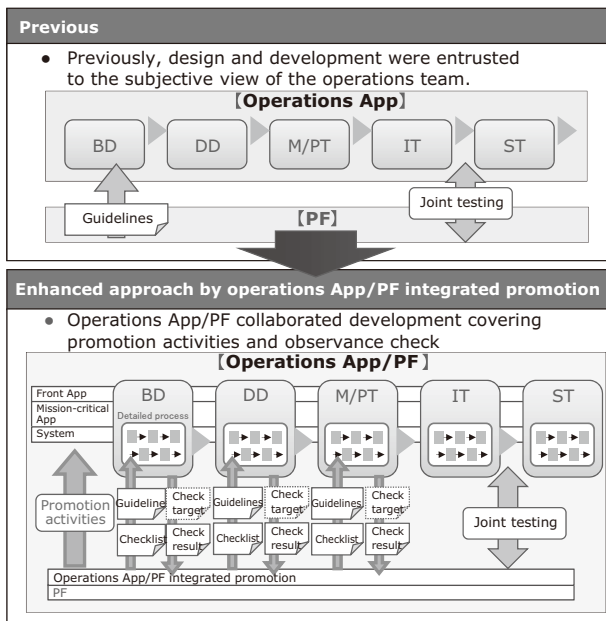 Previous
● Previously, design and development were entrusted
to the subjective view of the operations team.
【Operations App】
BD
DD
M/PT
IT
ST
Guidelines
Joint testing
【PF】
Enhanced approach by operations App/PF integrated promotion
● Operations App/PF collaborated development covering
promotion activities and observance check
【Operations App/PF】
Front App
Mission-critical
App
System
BD
Detailed process
DD
M/PT
IT
ST
Promotion
activities
Guideline
Check
target
Guidelines
Check
target
Guidelines
Check
target
Checklist
Check
result
Checklist
Check
result
Checklist
Check
result
Joint testing
Operations App/PF integrated promotion
PF